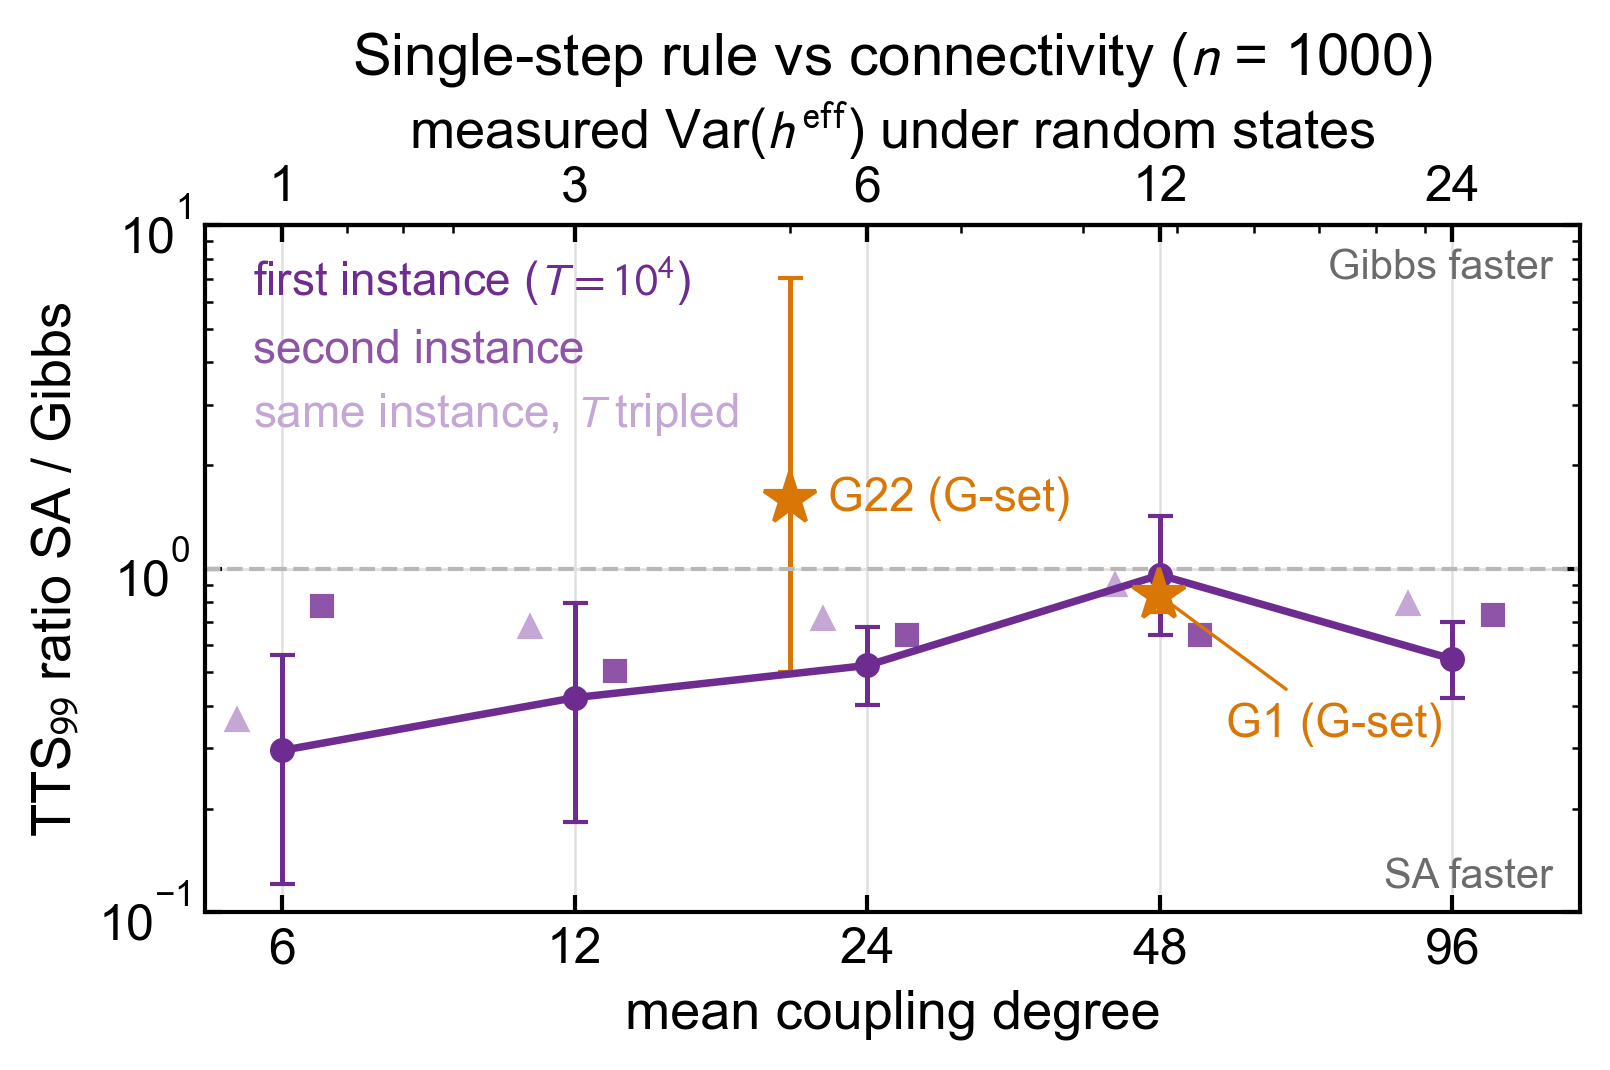 Single-step rule vs connectivity (n = 1000)
measured Var(h^eff) under random states
1 3 6 12 24
10^1
10^0
10^−1
TTS_99 ratio SA / Gibbs
first instance (T = 10^4)
second instance
same instance, T tripled
Gibbs faster
G22 (G-set)
G1 (G-set)
SA faster
6 12 24 48 96
mean coupling degree